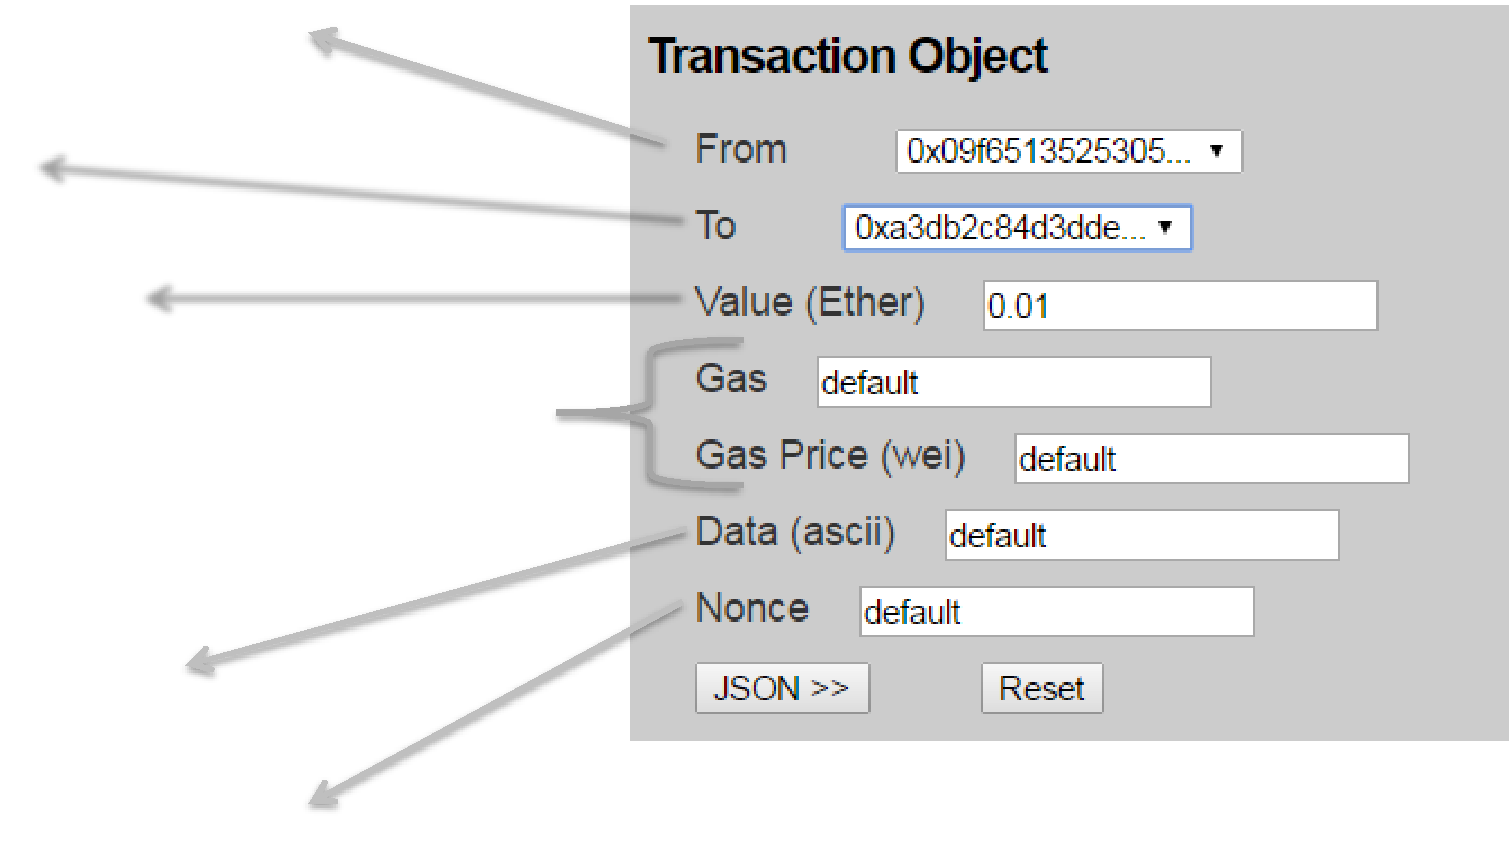 Transaction Object
From 0x09f6513525305...
To 0xa3db2c84d3dde...
Value (Ether) 0.01
Gas default
Gas Price (wei) default
Data (ascii) default
Nonce default
JSON >> Reset